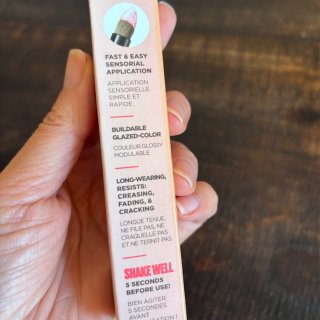 FAST & EASY
SENSORIAL
APPLICATION
APPLICATION
SENSORIELLE
SIMPLE ET
RAPIDE
BUILDABLE
GLAZED-COLOR
COULEUR GLOSSY
MODULABLE
LONG-WEARING,
RESISTS:
CREASING,
FADING, &
CRACKING
LONGUE TENUE,
NE FILE PAS, NE
CRAQUELLE PAS
ET NE TERNIT PAS
SHAKE WELL
5 SECONDS
BEFORE USE!
BIEN AGITER
5 SECONDES
AVANT